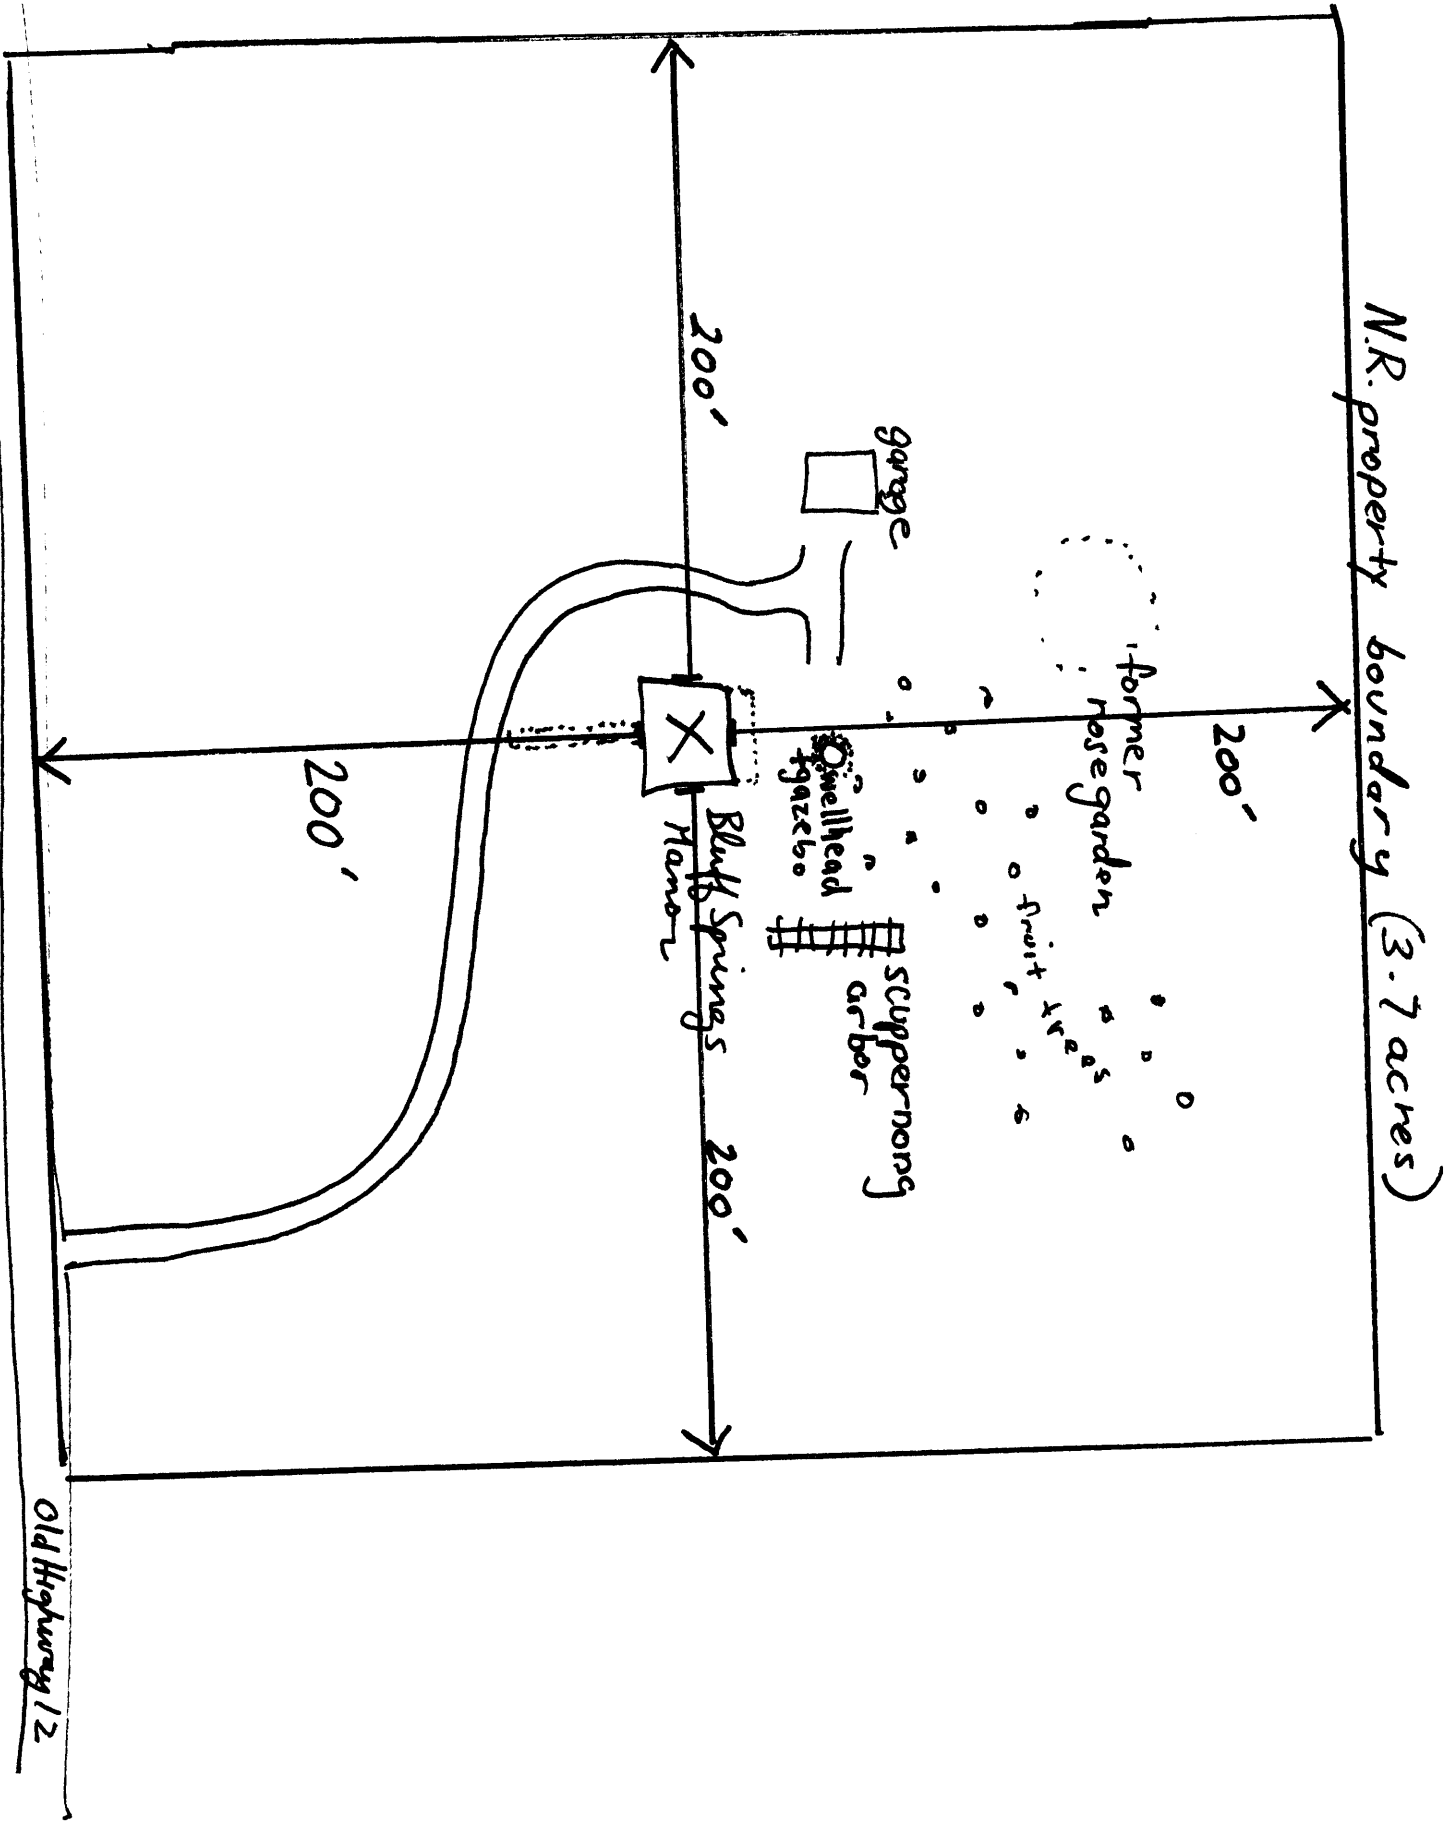 N.R. property boundary (3.7 acres)
200'
former
rose garden
fruit trees
garage
scuppernong
arbor
wellhead
+gazebo
200'
Bluff Springs
Manor
200'
200'
Old Highway 12